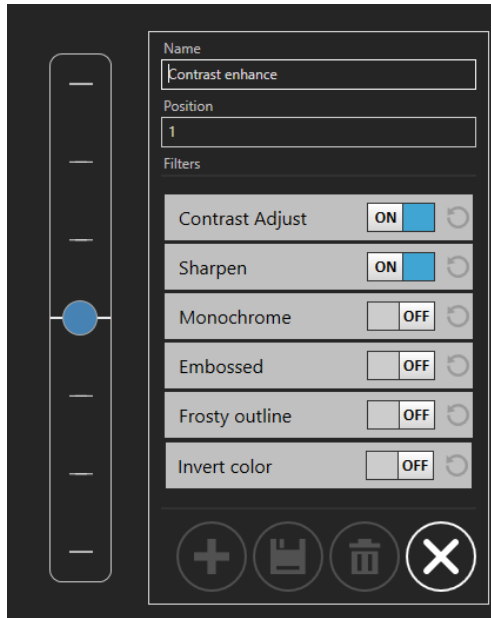 Name
Contrast enhance
Position
1
Filters
Contrast Adjust ON
Sharpen ON
Monochrome OFF
Embossed OFF
Frosty outline OFF
Invert color OFF